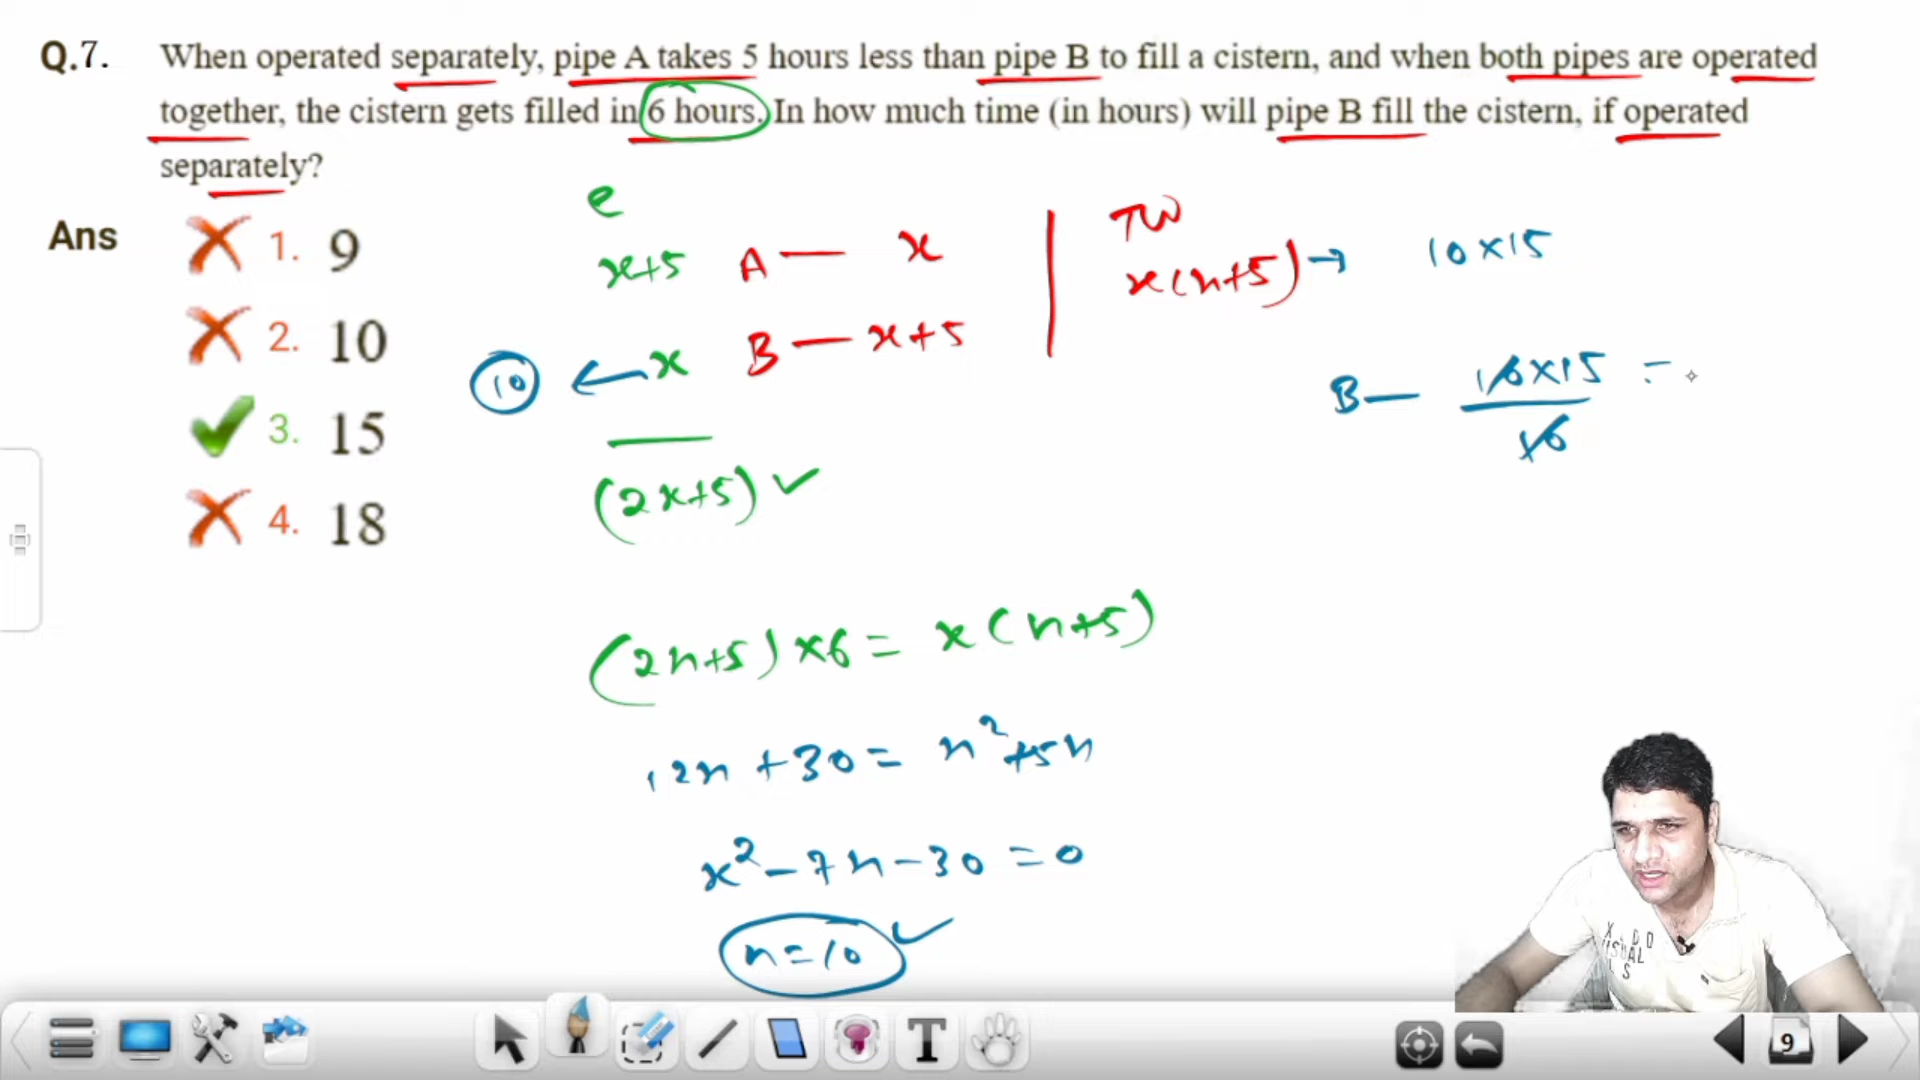 Q.7. When operated separately, pipe A takes 5 hours less than pipe B to fill a cistern, and when both pipes are operated
together, the cistern gets filled in 6 hours. In how much time (in hours) will pipe B fill the cistern, if operated
separately?
Ans
1. 9
2. 10
3. 15
4. 18
e
x+5 A — x
10 ← x B — x+5
(2x+5) ✓
TW
x(x+5) → 10×15
B — 10×15 =
10
(2x+5)×6 = x(x+5)
12x+30 = x²+5x
x²-7x-30 = 0
x=10 ✓
T
9